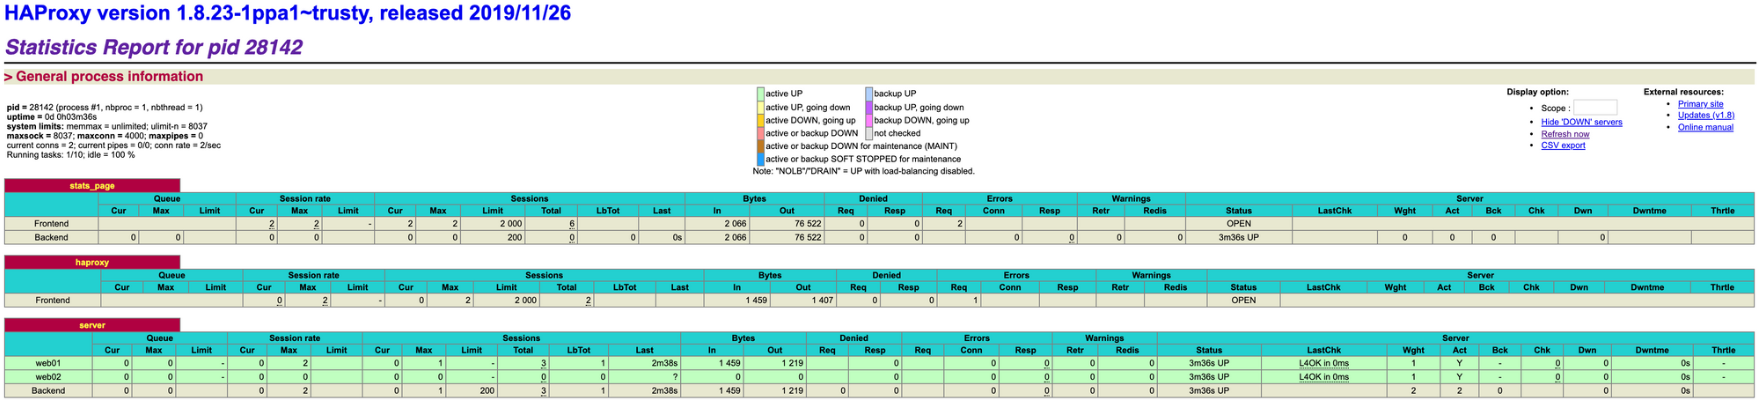 HAProxy version 1.8.23-1ppa1~trusty, released 2019/11/26
Statistics Report for pid 28142
> General process information
pid = 28142 (process #1, nbproc = 1, nbthread = 1)
uptime = 0d 0h03m36s
system limits: memmax = unlimited; ulimit-n = 8037
maxsock = 8037; maxconn = 4000; maxpipes = 0
current conns = 2; current pipes = 0/0; conn rate = 2/sec
Running tasks: 1/10; idle = 100 %
active UP backup UP
active UP, going down backup UP, going down
active DOWN, going up backup DOWN, going up
active or backup DOWN not checked
active or backup DOWN for maintenance (MAINT)
active or backup SOFT STOPPED for maintenance
Note: "NOLB"/"DRAIN" = UP with load-balancing disabled.
Display option:
• Scope :
• Hide 'DOWN' servers
• Refresh now
• CSV export
External resources:
• Primary site
• Updates (v1.8)
• Online manual
stats_page
Queue Session rate Sessions Bytes Denied Errors Warnings Server
Cur Max Limit Cur Max Limit Cur Max Limit Total LbTot Last In Out Req Resp Req Conn Resp Retr Redis Status LastChk Wght Act Bck Chk Dwn Dwntme Thrtle
Frontend 2 2 - 2 2 2 000 6 2 066 76 522 0 0 2 OPEN
Backend 0 0 0 0 0 0 200 0 0 0s 2 066 76 522 0 0 0 0 0 0 3m36s UP 0 0 0 0
haproxy
Queue Session rate Sessions Bytes Denied Errors Warnings Server
Cur Max Limit Cur Max Limit Cur Max Limit Total LbTot Last In Out Req Resp Req Conn Resp Retr Redis Status LastChk Wght Act Bck Chk Dwn Dwntme Thrtle
Frontend 0 2 - 0 2 2 000 2 1 459 1 407 0 0 1 OPEN
server
Queue Session rate Sessions Bytes Denied Errors Warnings Server
Cur Max Limit Cur Max Limit Cur Max Limit Total LbTot Last In Out Req Resp Req Conn Resp Retr Redis Status LastChk Wght Act Bck Chk Dwn Dwntme Thrtle
web01 0 0 - 0 2 0 1 - 3 1 2m38s 1 459 1 219 0 0 0 0 0 3m36s UP L4OK in 0ms 1 Y - 0 0 0s -
web02 0 0 - 0 0 0 0 - 0 0 ? 0 0 0 0 0 0 0 3m36s UP L4OK in 0ms 1 Y - 0 0 0s -
Backend 0 0 0 2 0 1 200 3 1 2m38s 1 459 1 219 0 0 0 0 0 0 3m36s UP 2 2 0 0 0s